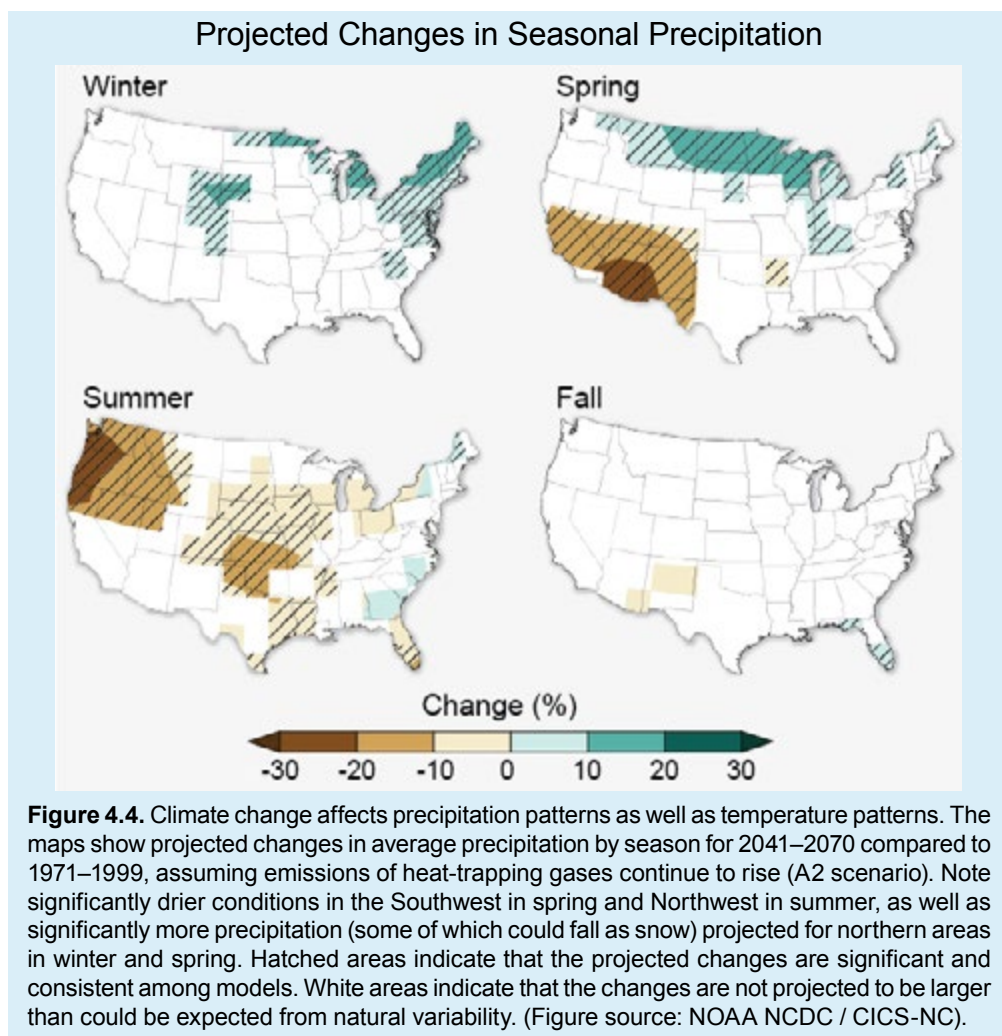 Projected Changes in Seasonal Precipitation
Winter
Spring
Summer
Fall
Change (%)
-30 -20 -10 0 10 20 30
Figure 4.4. Climate change affects precipitation patterns as well as temperature patterns. The
maps show projected changes in average precipitation by season for 2041–2070 compared to
1971–1999, assuming emissions of heat-trapping gases continue to rise (A2 scenario). Note
significantly drier conditions in the Southwest in spring and Northwest in summer, as well as
significantly more precipitation (some of which could fall as snow) projected for northern areas
in winter and spring. Hatched areas indicate that the projected changes are significant and
consistent among models. White areas indicate that the changes are not projected to be larger
than could be expected from natural variability. (Figure source: NOAA NCDC / CICS-NC).